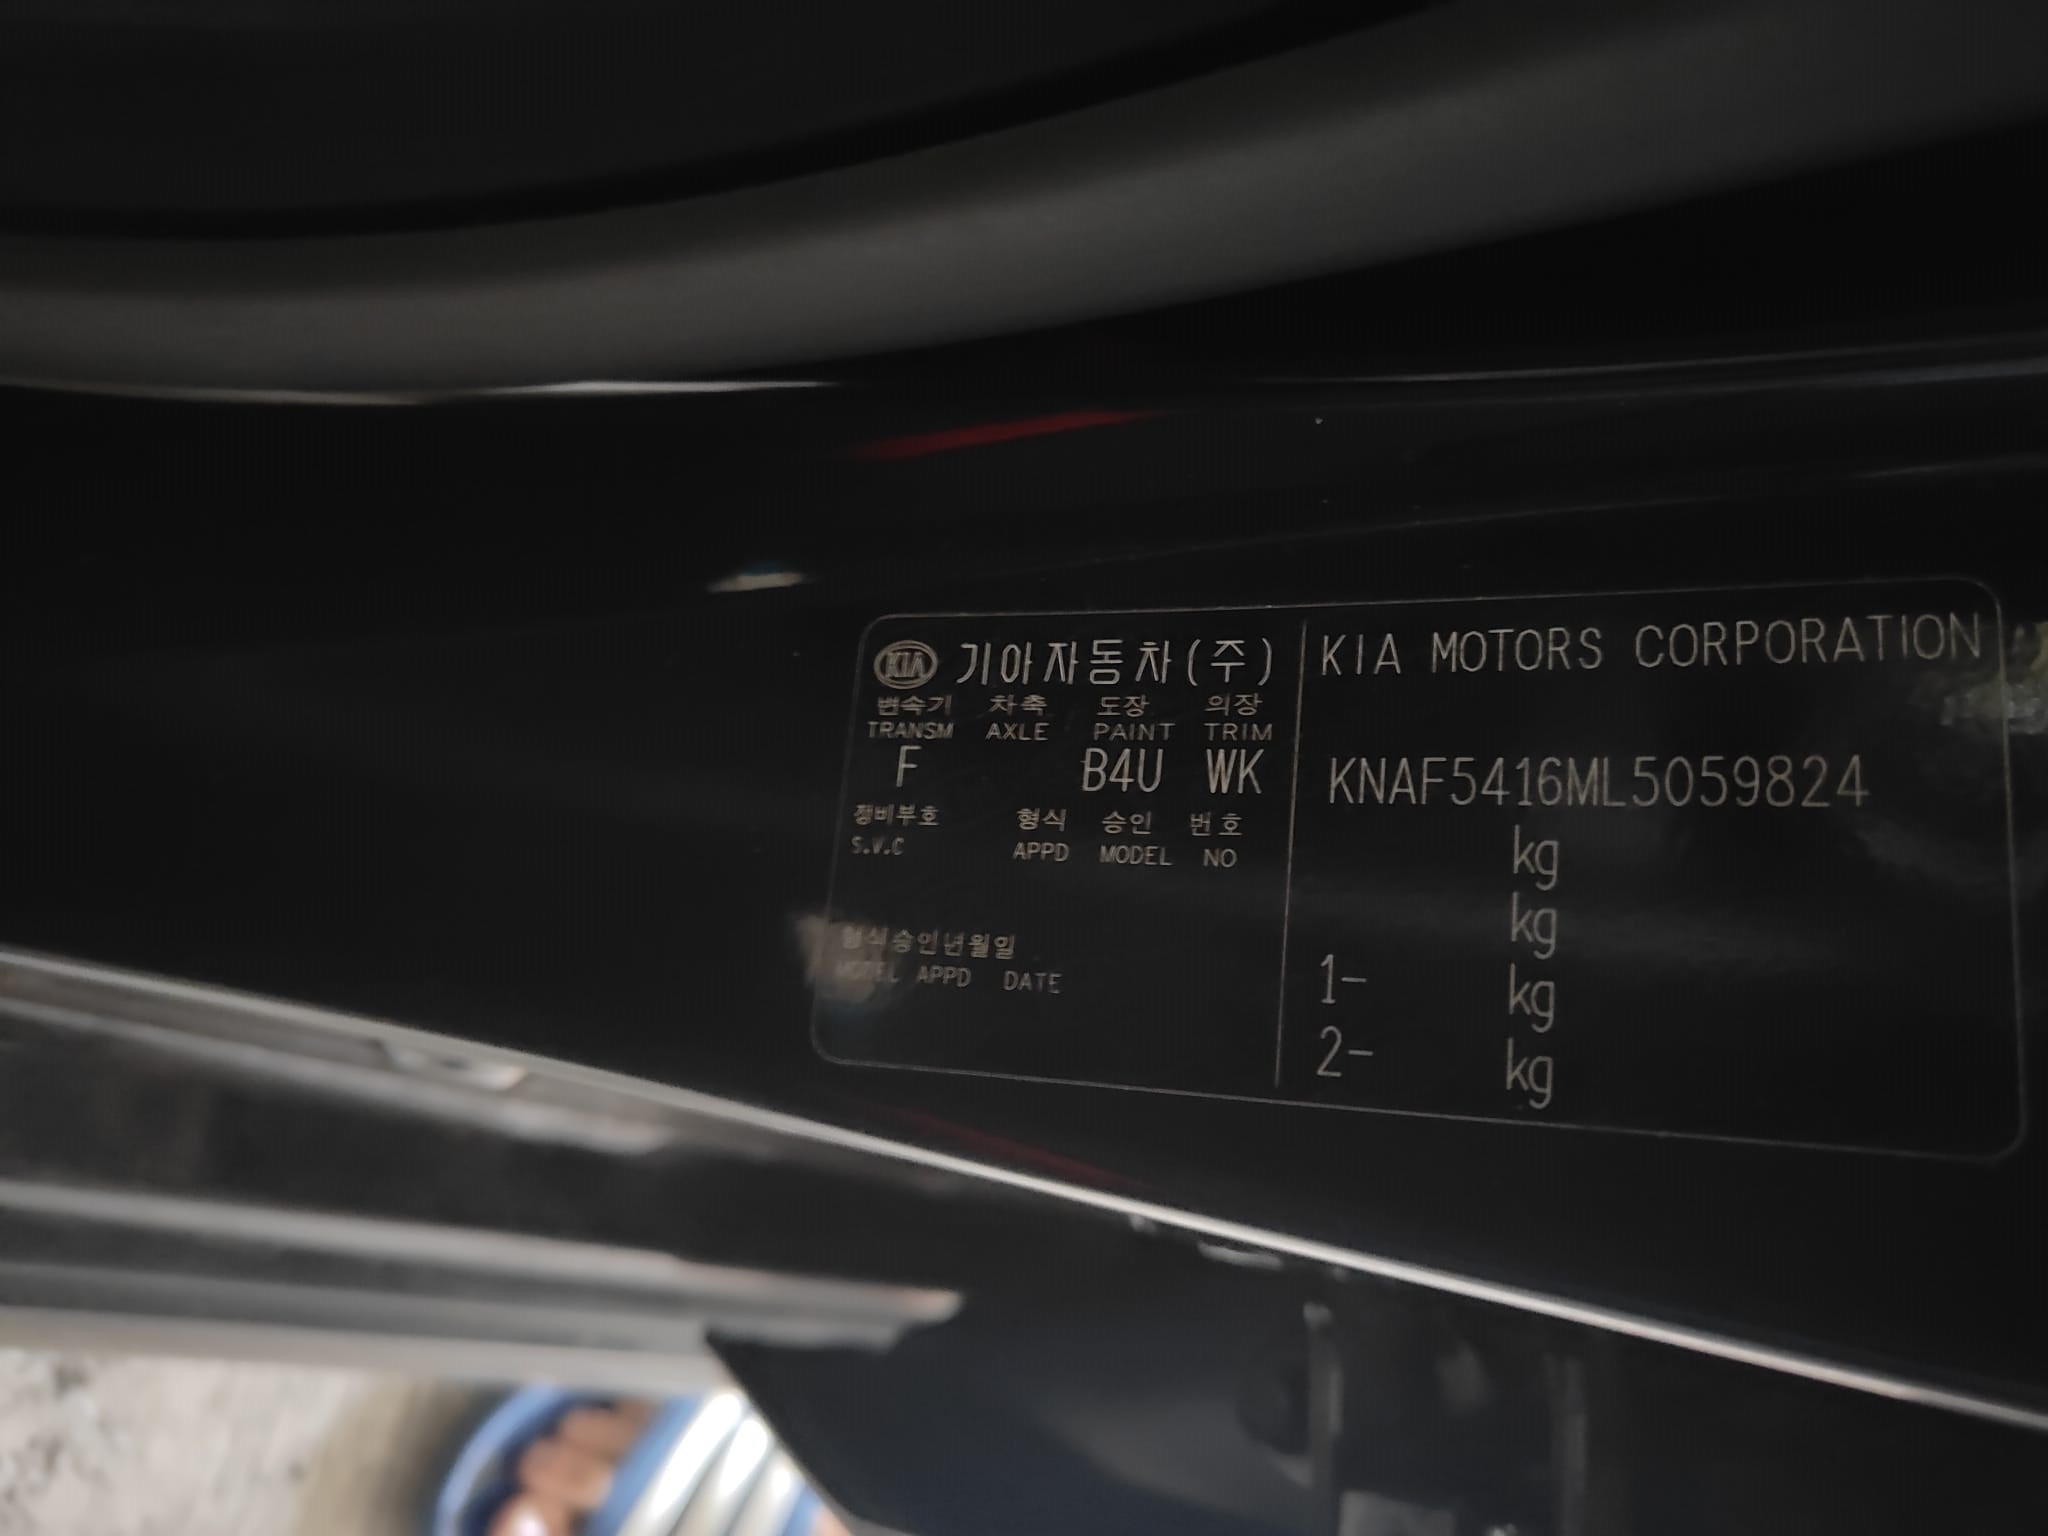 KIA 기아자동차(주)
변속기 차축 도장 의장
TRANSM AXLE PAINT TRIM
F B4U WK
정비부호 형식 승인 번호
S.V.C APPD MODEL NO
형식승인년월일
MODEL APPD DATE
KIA MOTORS CORPORATION
KNAF5416ML5059824
kg
kg
1- kg
2- kg